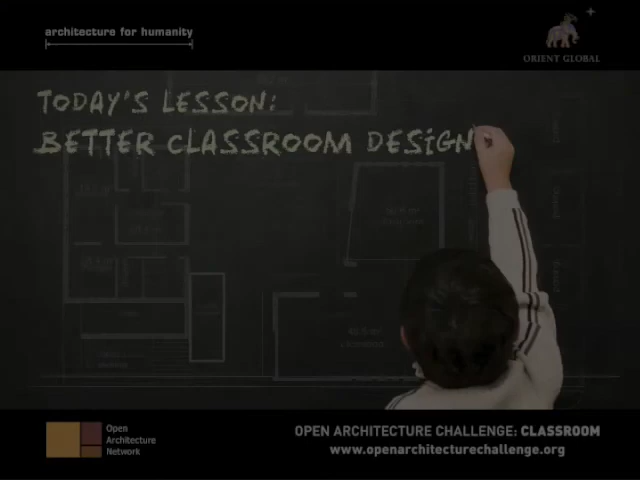 architecture for humanity
ORIENT GLOBAL
TODAY'S LESSON:
BETTER CLASSROOM DESIGN
Open
Architecture
Network
OPEN ARCHITECTURE CHALLENGE: CLASSROOM
www.openarchitecturechallenge.org